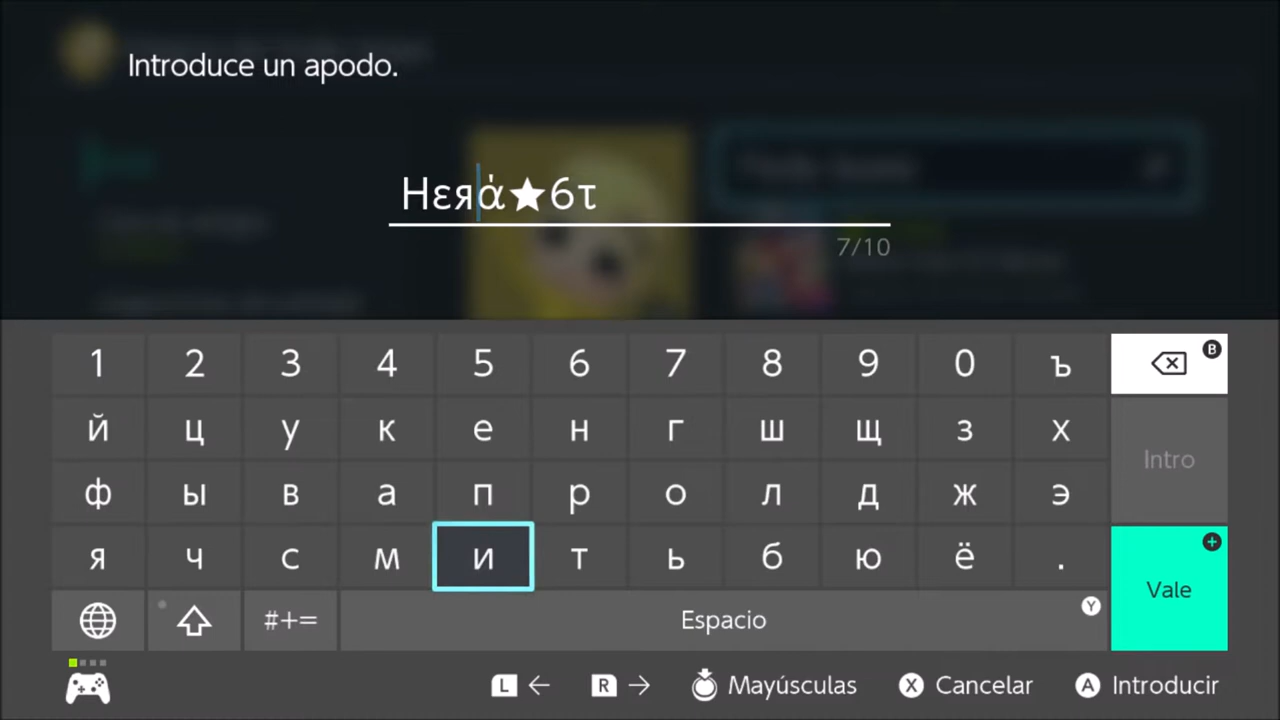 Introduce un apodo.
Hεяά★6τ
7/10
1 2 3 4 5 6 7 8 9 0 ъ
B
й ц у к е н г ш щ з х
Intro
ф ы в а п р о л д ж э
я ч с м и т ь б ю ё .
+
Vale
#+= Espacio Y
L ← R → Mayúsculas X Cancelar A Introducir